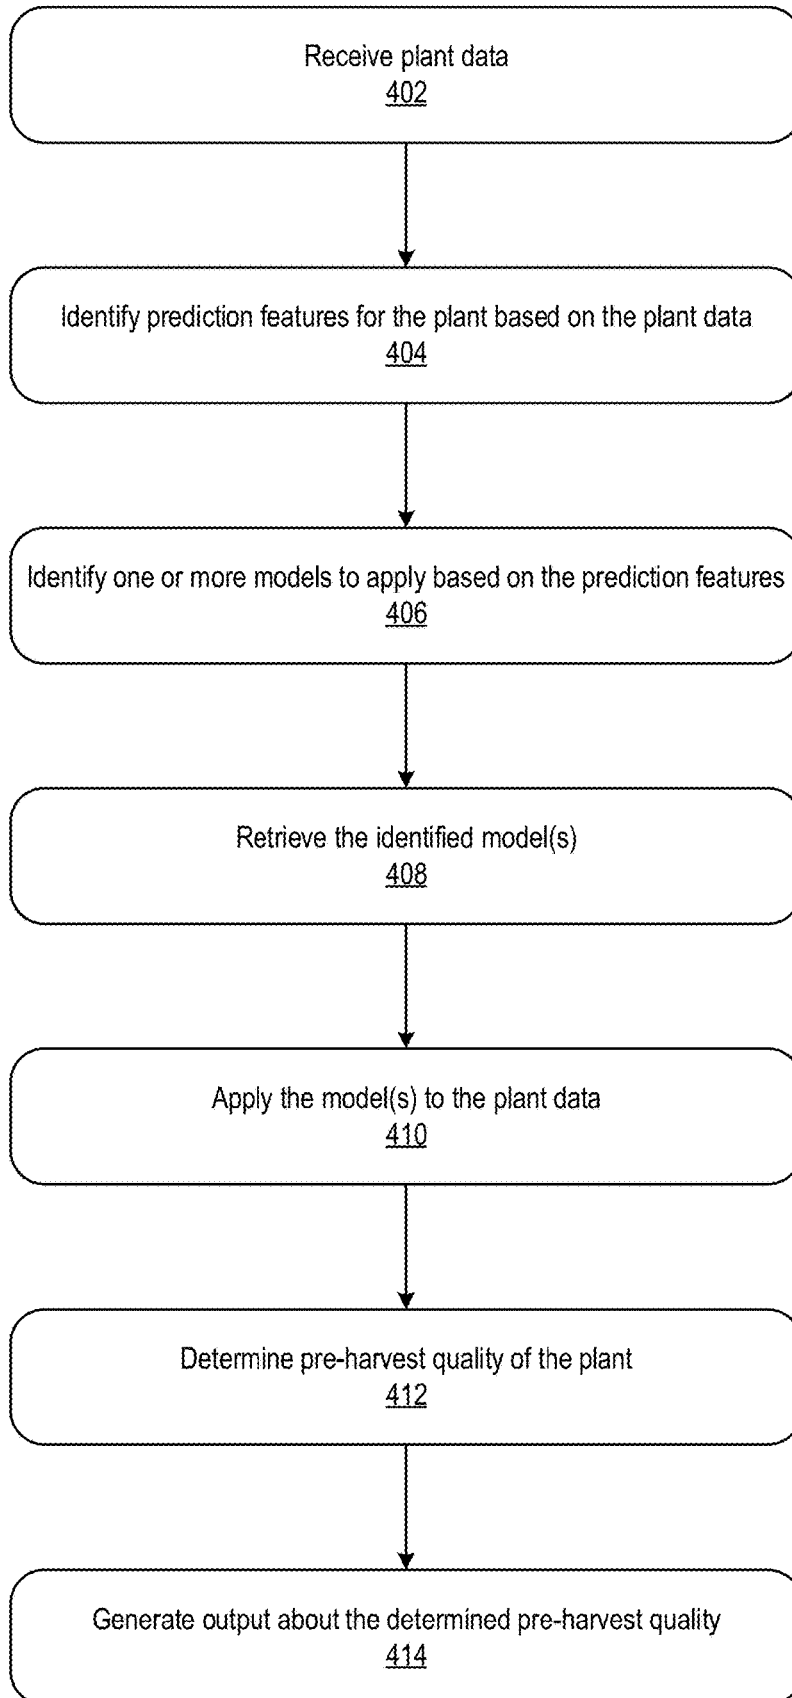 Receive plant data
402
Identify prediction features for the plant based on the plant data
404
Identify one or more models to apply based on the prediction features
406
Retrieve the identified model(s)
408
Apply the model(s) to the plant data
410
Determine pre-harvest quality of the plant
412
Generate output about the determined pre-harvest quality
414